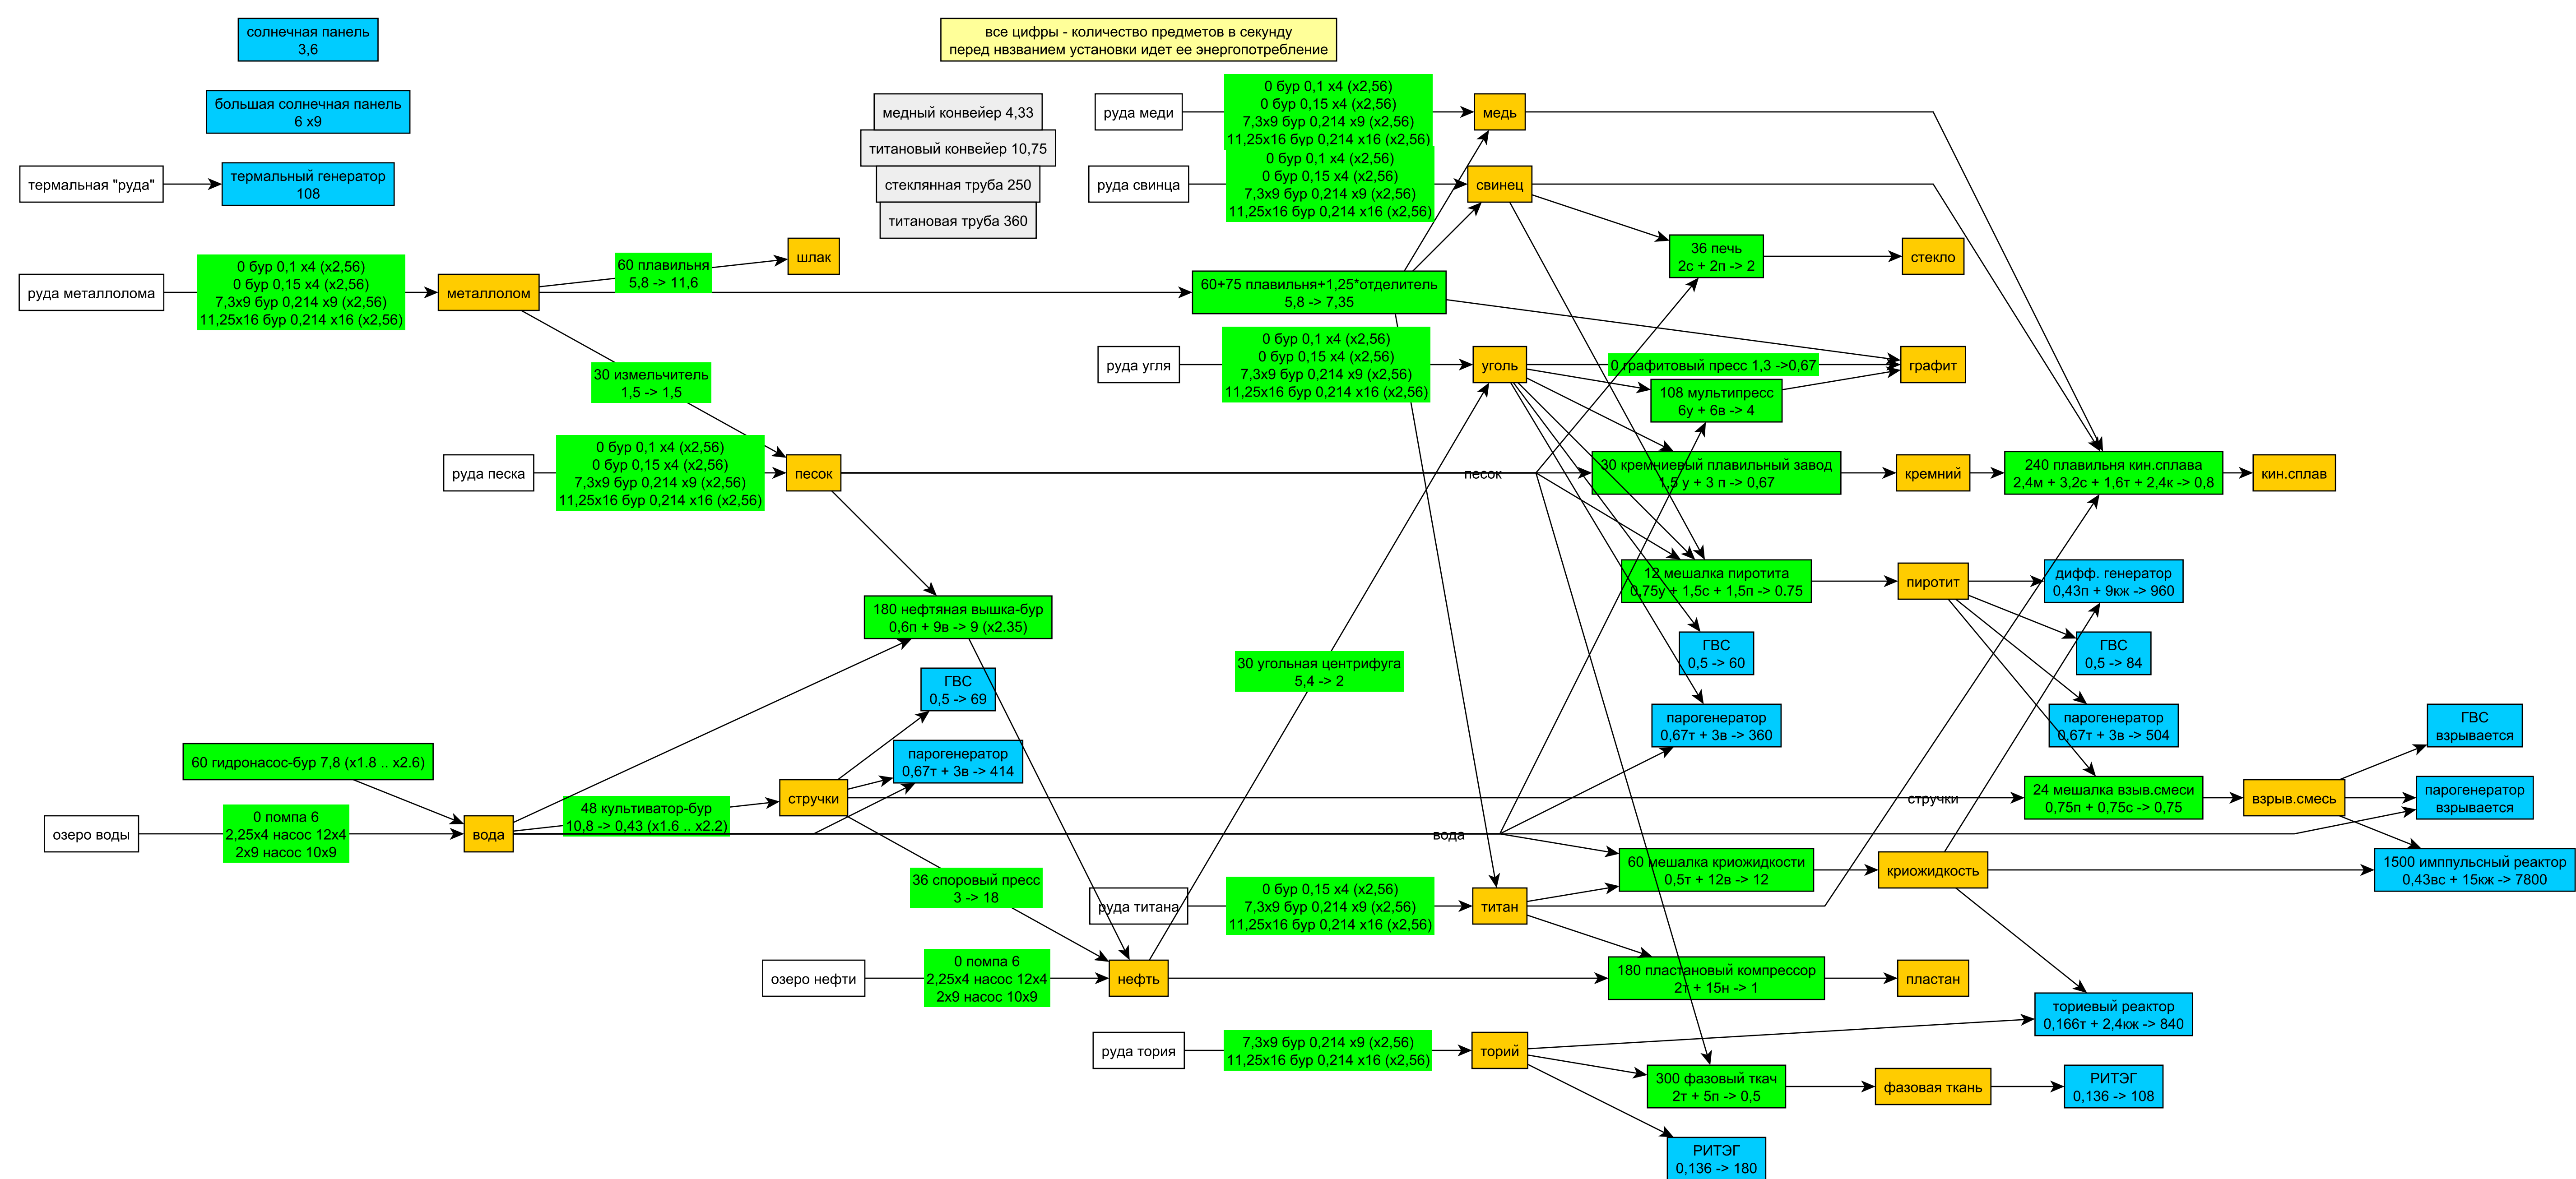 солнечная панель
3,6
все цифры - количество предметов в секунду
перед нвзванием установки идет ее энергопотребление
большая солнечная панель
6 x9
медный конвейер 4,33
титановый конвейер 10,75
стеклянная труба 250
титановая труба 360
термальная "руда"
термальный генератор
108
руда меди
0 бур 0,1 x4 (x2,56)
0 бур 0,15 x4 (x2,56)
7,3x9 бур 0,214 x9 (x2,56)
11,25x16 бур 0,214 x16 (x2,56)
медь
руда свинца
0 бур 0,1 x4 (x2,56)
0 бур 0,15 x4 (x2,56)
7,3x9 бур 0,214 x9 (x2,56)
11,25x16 бур 0,214 x16 (x2,56)
свинец
36 печь
2с + 2п -> 2
стекло
руда металлолома
0 бур 0,1 x4 (x2,56)
0 бур 0,15 x4 (x2,56)
7,3x9 бур 0,214 x9 (x2,56)
11,25x16 бур 0,214 x16 (x2,56)
металлолом
60 плавильня
5,8 -> 11,6
шлак
60+75 плавильня+1,25*отделитель
5,8 -> 7,35
30 измельчитель
1,5 -> 1,5
руда угля
0 бур 0,1 x4 (x2,56)
0 бур 0,15 x4 (x2,56)
7,3x9 бур 0,214 x9 (x2,56)
11,25x16 бур 0,214 x16 (x2,56)
уголь
0 графитовый пресс 1,3 ->0,67
графит
108 мультипресс
6у + 6в -> 4
руда песка
0 бур 0,1 x4 (x2,56)
0 бур 0,15 x4 (x2,56)
7,3x9 бур 0,214 x9 (x2,56)
11,25x16 бур 0,214 x16 (x2,56)
песок
песок
30 кремниевый плавильный завод
1,5 у + 3 п -> 0,67
кремний
240 плавильня кин.сплава
2,4м + 3,2с + 1,6т + 2,4к -> 0,8
кин.сплав
12 мешалка пиротита
0,75у + 1,5с + 1,5п -> 0.75
пиротит
дифф. генератор
0,43п + 9кж -> 960
180 нефтяная вышка-бур
0,6п + 9в -> 9 (x2.35)
30 угольная центрифуга
5,4 -> 2
ГВС
0,5 -> 60
ГВС
0,5 -> 84
ГВС
0,5 -> 69
парогенератор
0,67т + 3в -> 360
парогенератор
0,67т + 3в -> 504
ГВС
взрывается
60 гидронасос-бур 7,8 (x1.8 .. x2.6)
парогенератор
0,67т + 3в -> 414
стручки
48 культиватор-бур
10,8 -> 0,43 (x1.6 .. x2.2)
стручки
24 мешалка взыв.смеси
0,75п + 0,75с -> 0,75
взрыв.смесь
парогенератор
взрывается
озеро воды
0 помпа 6
2,25x4 насос 12x4
2x9 насос 10x9
вода
вода
60 мешалка криожидкости
0,5т + 12в -> 12
криожидкость
1500 имппульсный реактор
0,43вс + 15кж -> 7800
36 споровый пресс
3 -> 18
руда титана
0 бур 0,15 x4 (x2,56)
7,3x9 бур 0,214 x9 (x2,56)
11,25x16 бур 0,214 x16 (x2,56)
титан
озеро нефти
0 помпа 6
2,25x4 насос 12x4
2x9 насос 10x9
нефть
180 пластановый компрессор
2т + 15н -> 1
пластан
ториевый реактор
0,166т + 2,4кж -> 840
руда тория
7,3x9 бур 0,214 x9 (x2,56)
11,25x16 бур 0,214 x16 (x2,56)
торий
300 фазовый ткач
2т + 5п -> 0,5
фазовая ткань
РИТЭГ
0,136 -> 108
РИТЭГ
0,136 -> 180